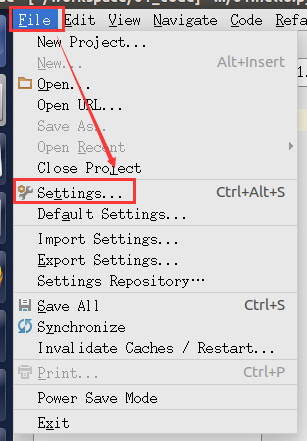 File Edit View Navigate Code Refa
New Project...
New... Alt+Insert
Open...
Open URL...
Save As..
Open Recent
Close Project
Settings... Ctrl+Alt+S
Default Settings...
Import Settings...
Export Settings...
Settings Repository…
Save All Ctrl+S
Synchronize
Invalidate Caches / Restart...
Print... Ctrl+P
Power Save Mode
Exit